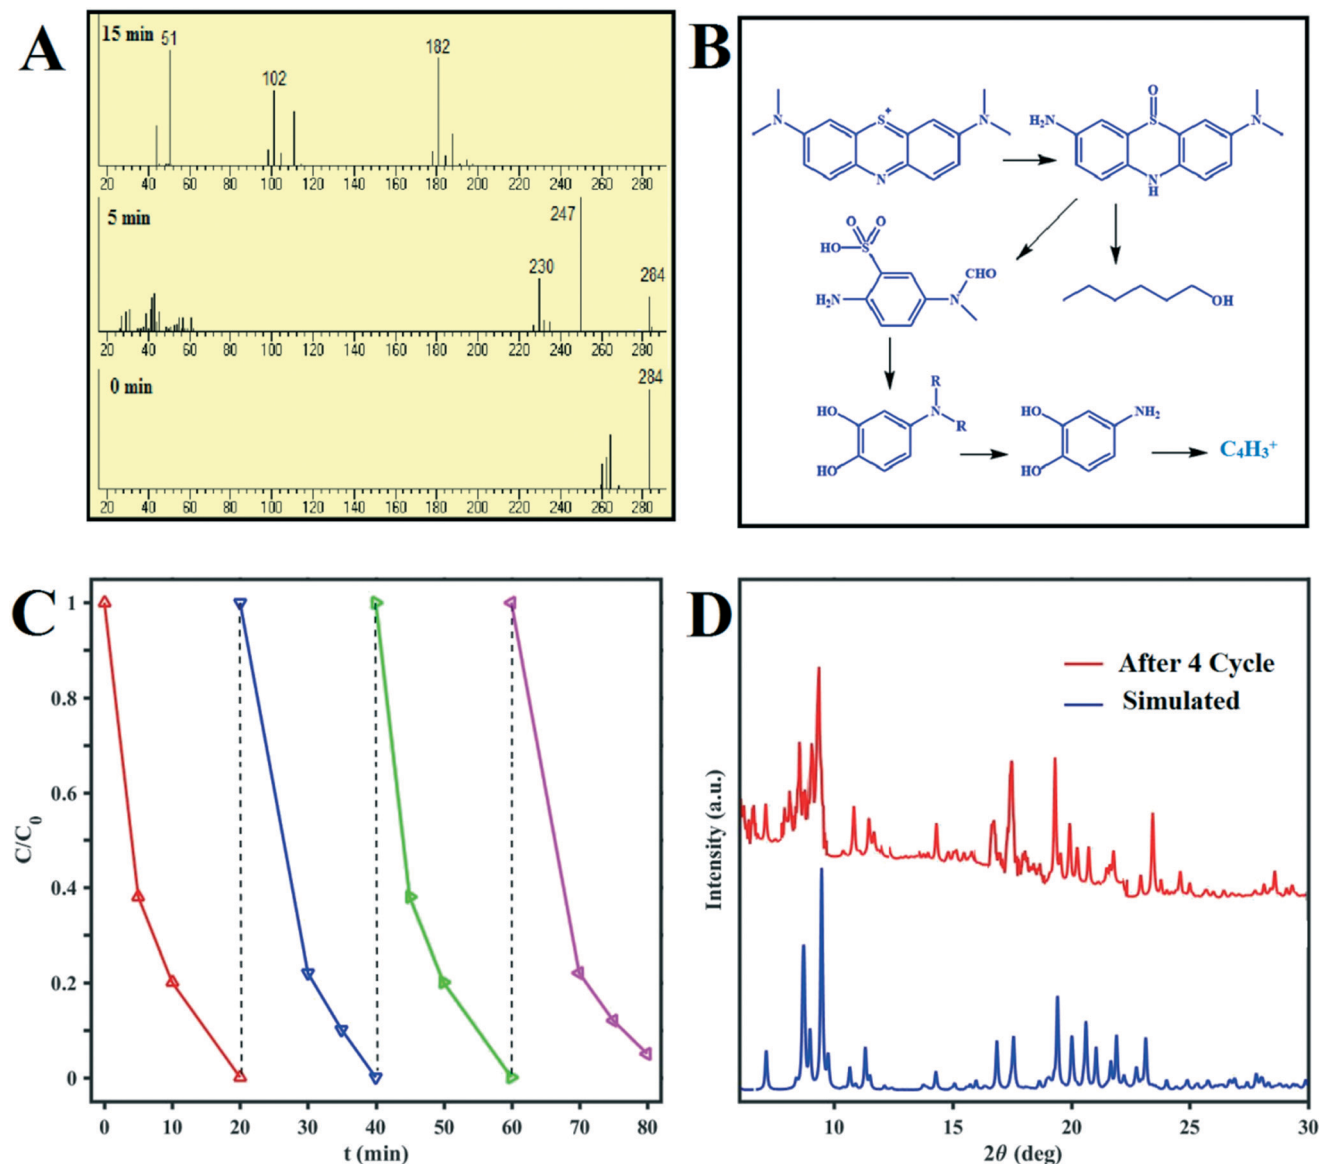 A
15 min
51
102
182
20 40 60 80 100 120 140 160 180 200 220 240 260 280
5 min
247
230
284
20 40 60 80 100 120 140 160 180 200 220 240 260 280
0 min
284
20 40 60 80 100 120 140 160 180 200 220 240 260 280
B
N S+ N
N
H2N O S N
N
H
O O
HO S CHO
H2N N
OH
R
HO N
R
HO
HO NH2
HO
C4H3+
C
1
0.8
0.6
0.4
0.2
0
C/C0
0 10 20 30 40 50 60 70 80
t (min)
D
After 4 Cycle
Simulated
Intensity (a.u.)
10 15 20 25 30
2θ (deg)